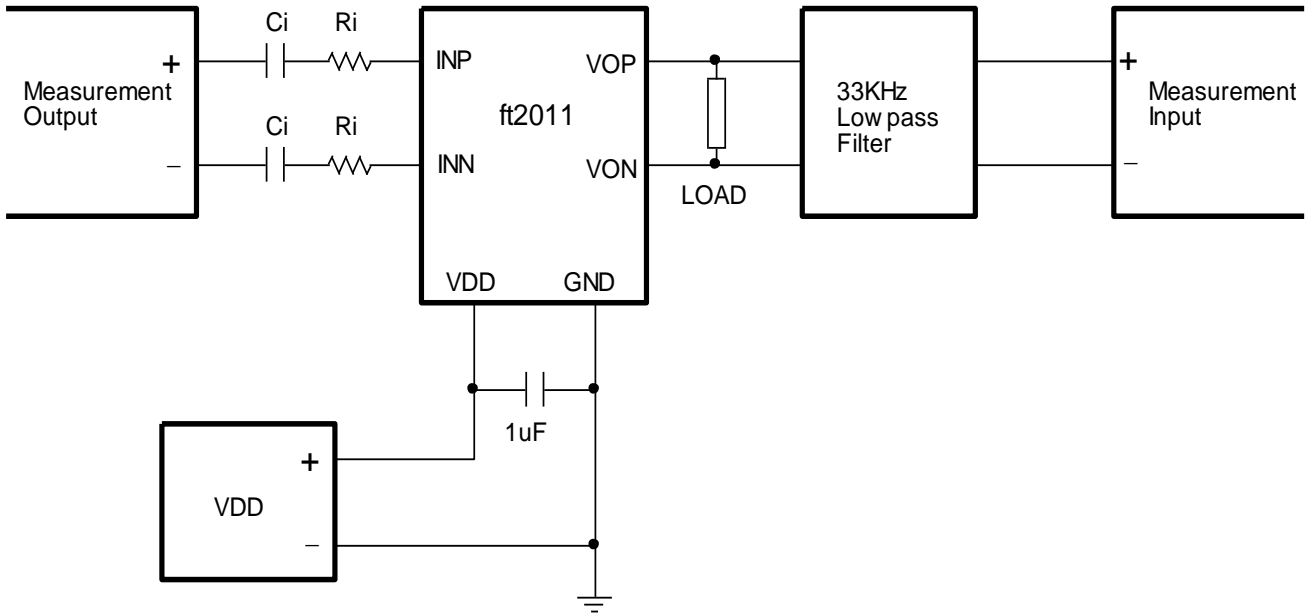 Ci
Ri
+
INP
VOP
+
Measurement
Output
ft2011
33KHz
Low pass
Filter
Measurement
Input
Ci
Ri
−
INN
VON
−
LOAD
VDD
GND
1uF
+
VDD
−